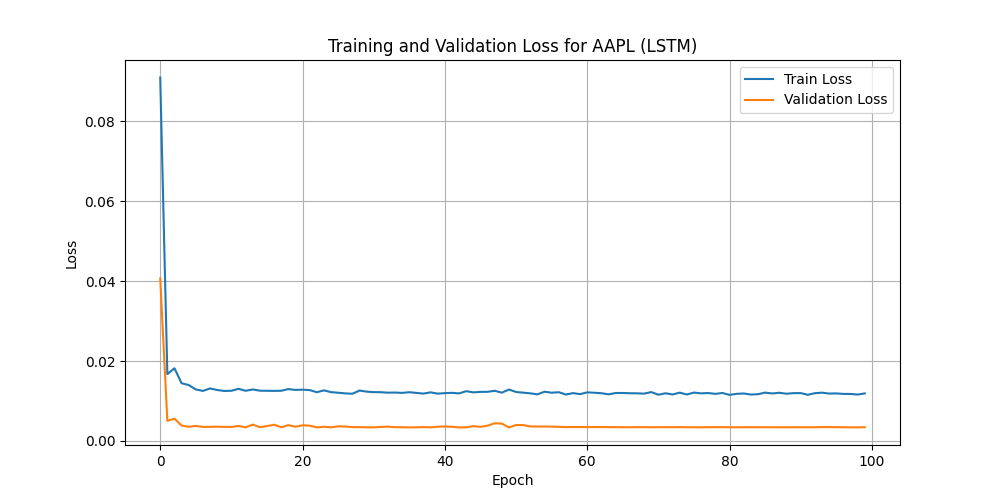 Training and Validation Loss for AAPL (LSTM)
Train Loss
Validation Loss
0.08
0.06
0.04
0.02
0.00
Loss
0
20
40
60
80
100
Epoch